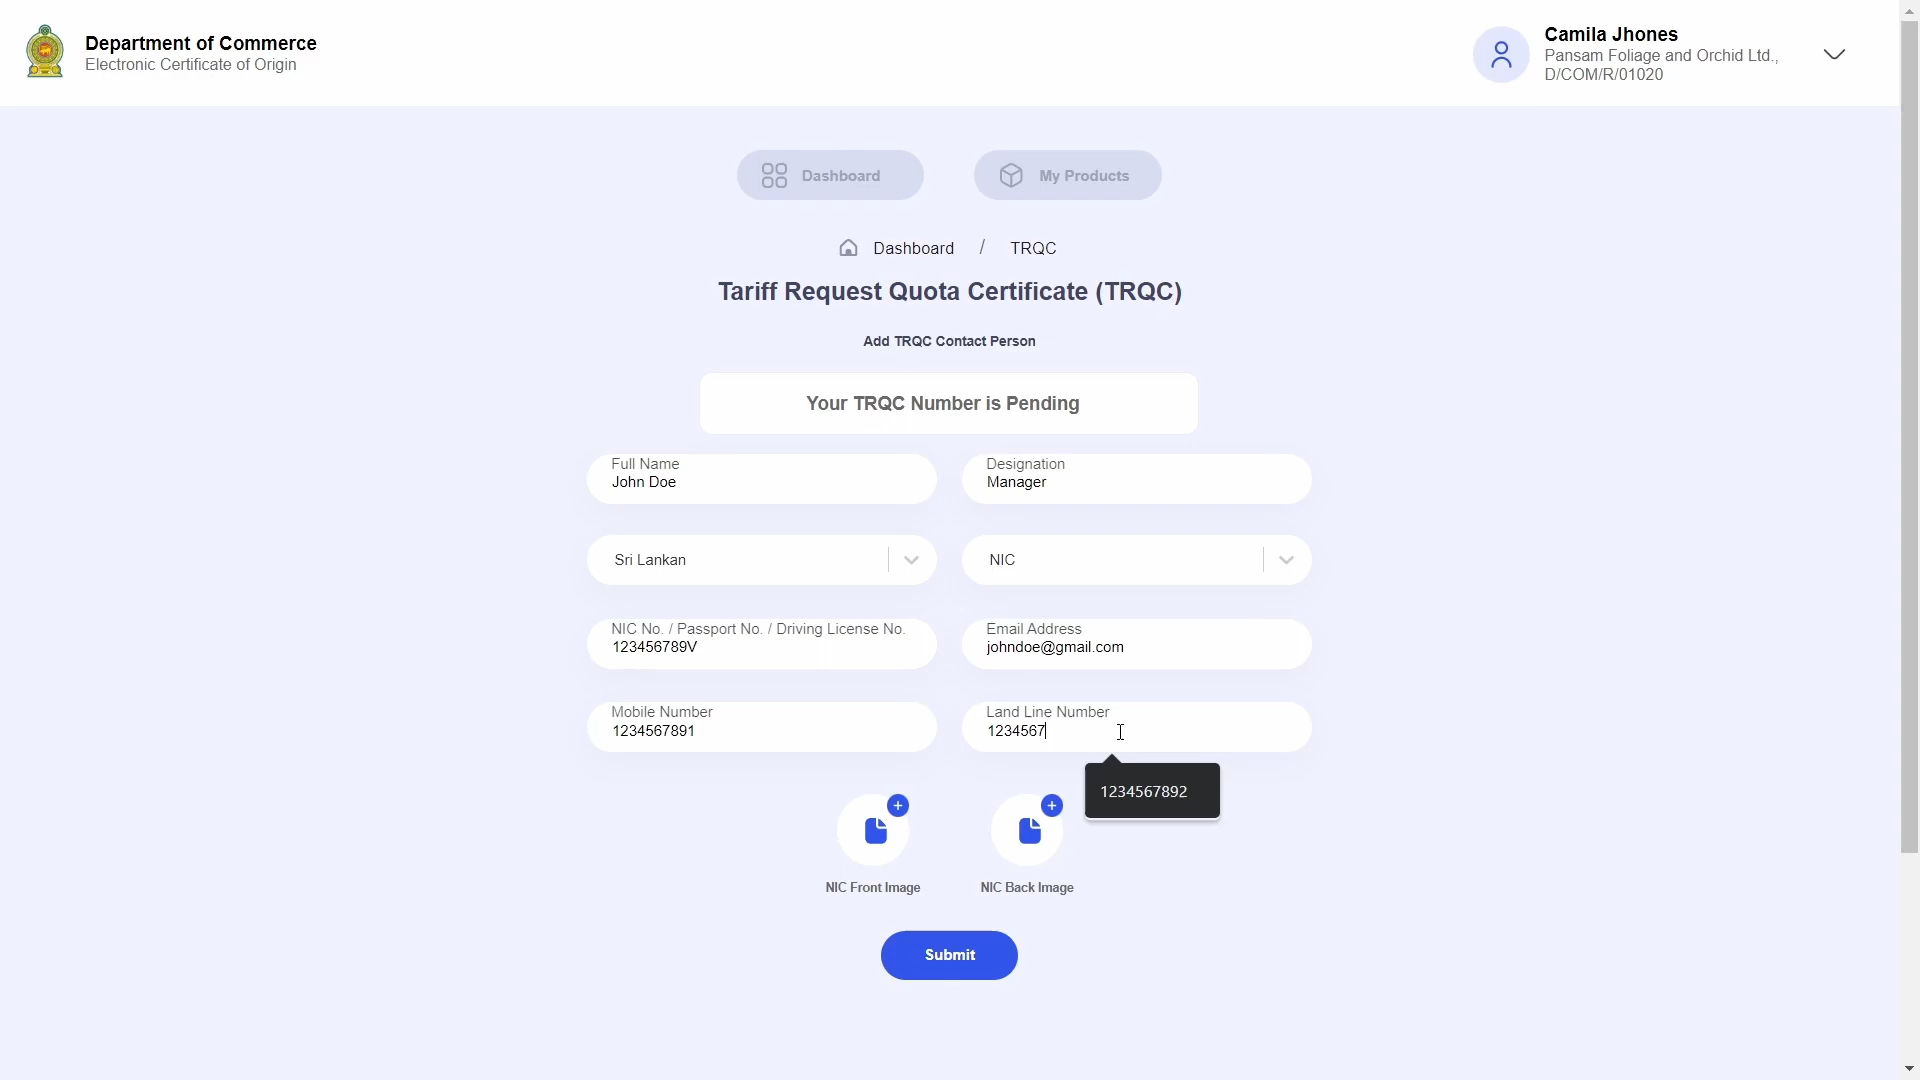 Department of Commerce
Electronic Certificate of Origin
Camila Jhones
Pansam Foliage and Orchid Ltd.,
D/COM/R/01020
Dashboard
My Products
Dashboard / TRQC
Tariff Request Quota Certificate (TRQC)
Add TRQC Contact Person
Your TRQC Number is Pending
Full Name
John Doe
Designation
Manager
Sri Lankan
NIC
NIC No. / Passport No. / Driving License No.
123456789V
Email Address
johndoe@gmail.com
Mobile Number
1234567891
Land Line Number
1234567
1234567892
NIC Front Image
NIC Back Image
Submit